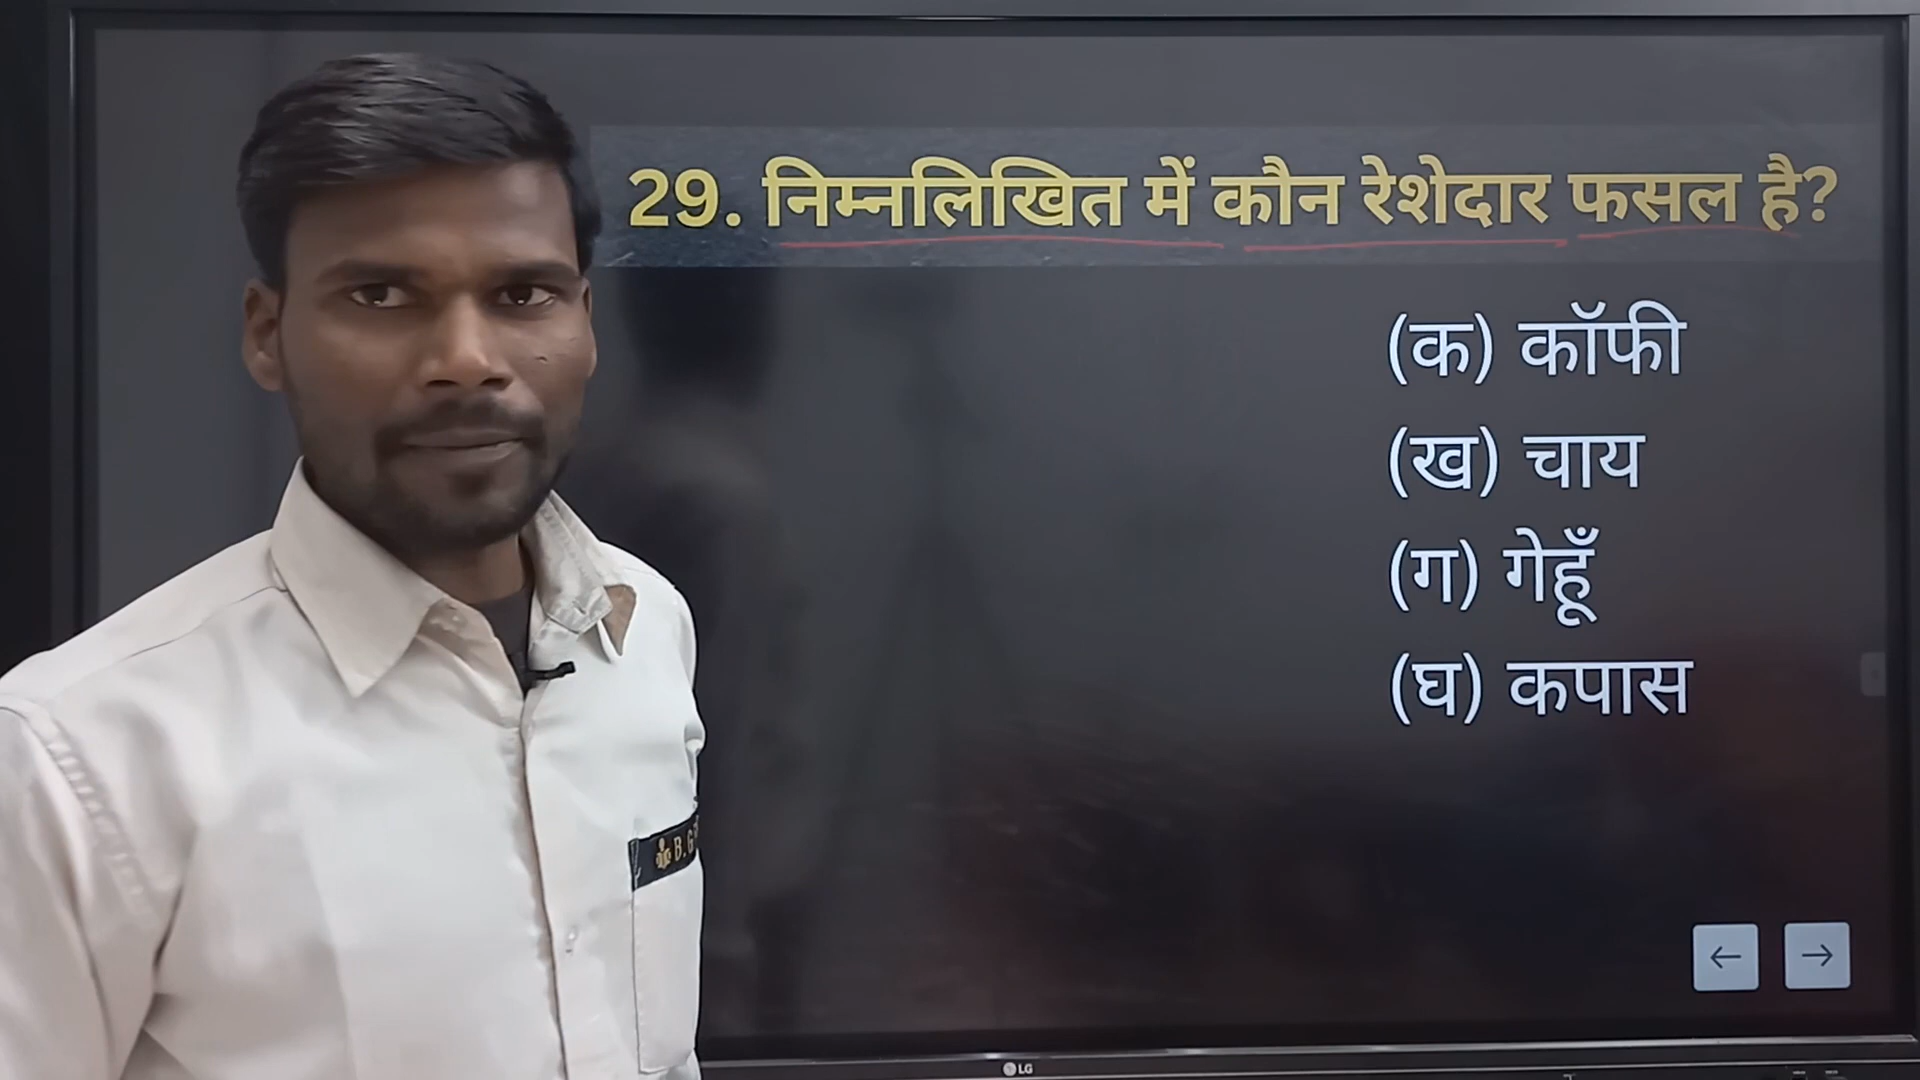 29. निम्नलिखित में कौन रेशेदार फसल है?
(क) कॉफी
(ख) चाय
(ग) गेहूँ
(घ) कपास
B.G
LG